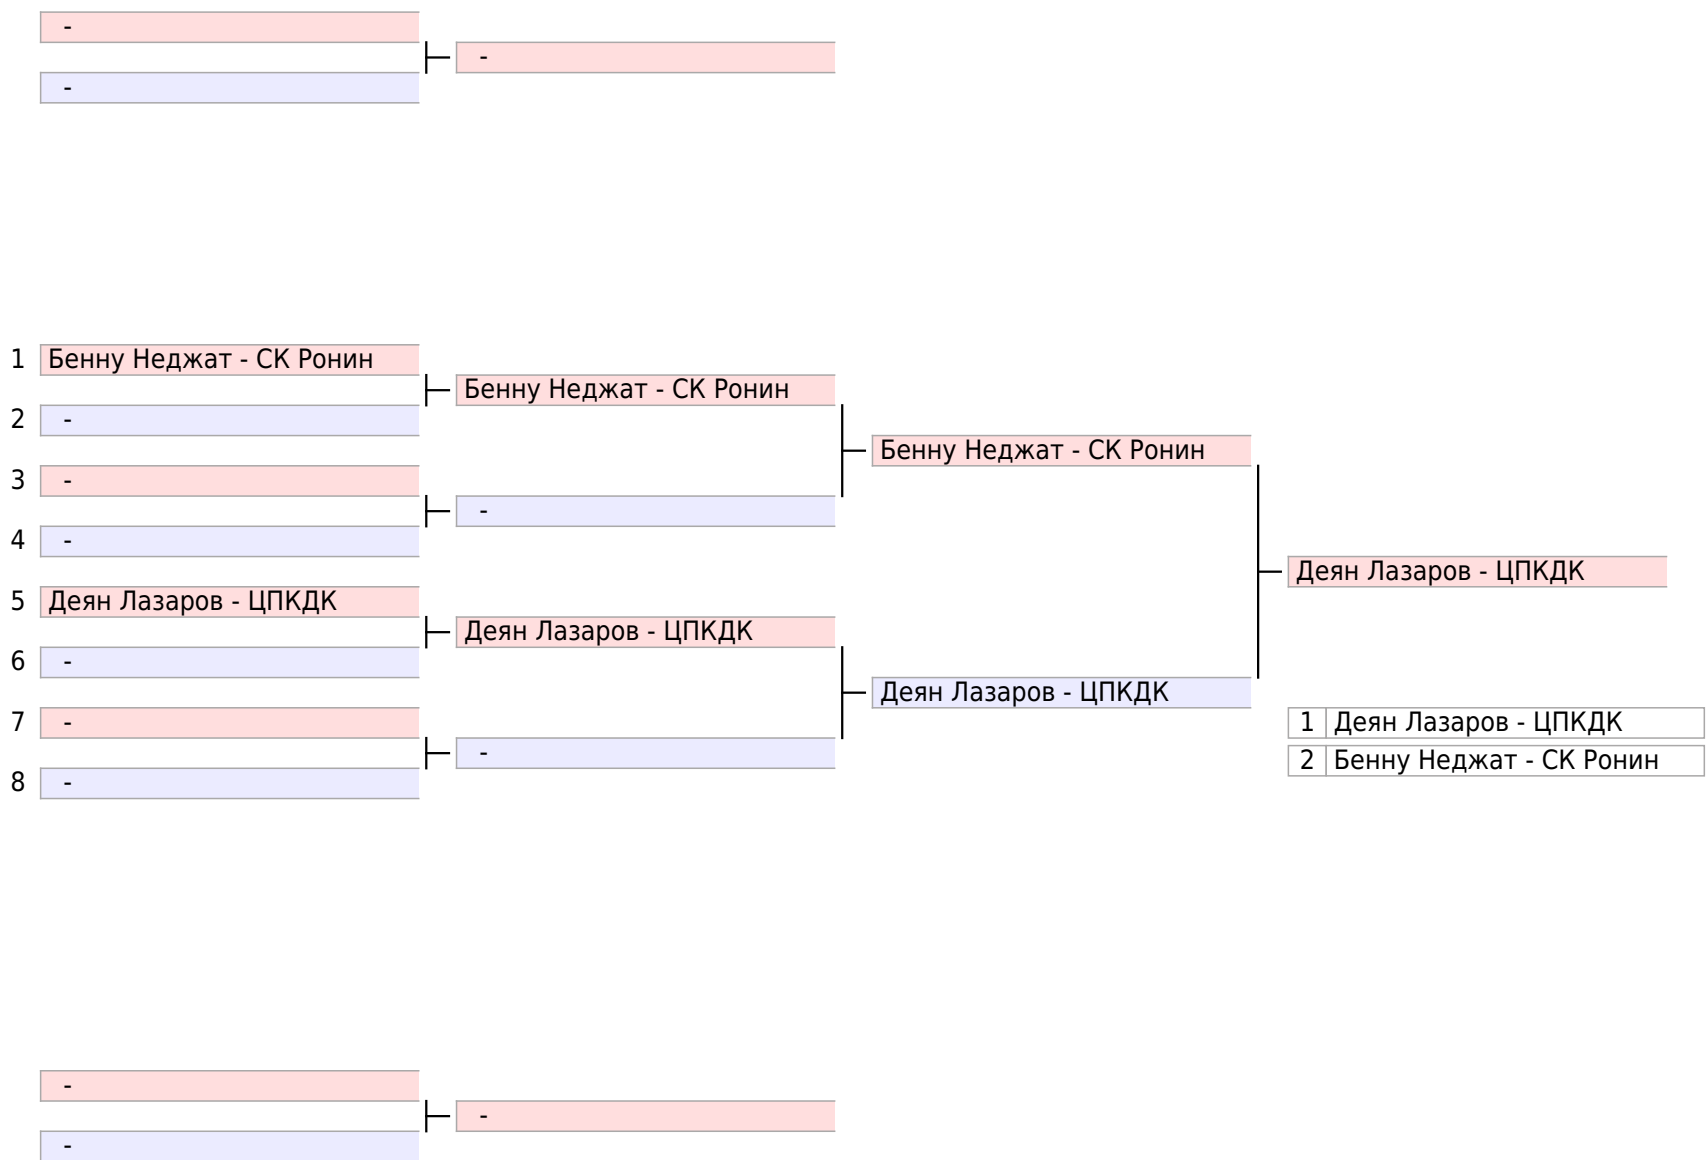 -
-
-
1 Бенну Неджат - СК Ронин
Бенну Неджат - СК Ронин
2 -
Бенну Неджат - СК Ронин
3 -
-
4 -
Деян Лазаров - ЦПКДК
5 Деян Лазаров - ЦПКДК
Деян Лазаров - ЦПКДК
6 -
Деян Лазаров - ЦПКДК
7 -
1 Деян Лазаров - ЦПКДК
-
2 Бенну Неджат - СК Ронин
8 -
-
-
-